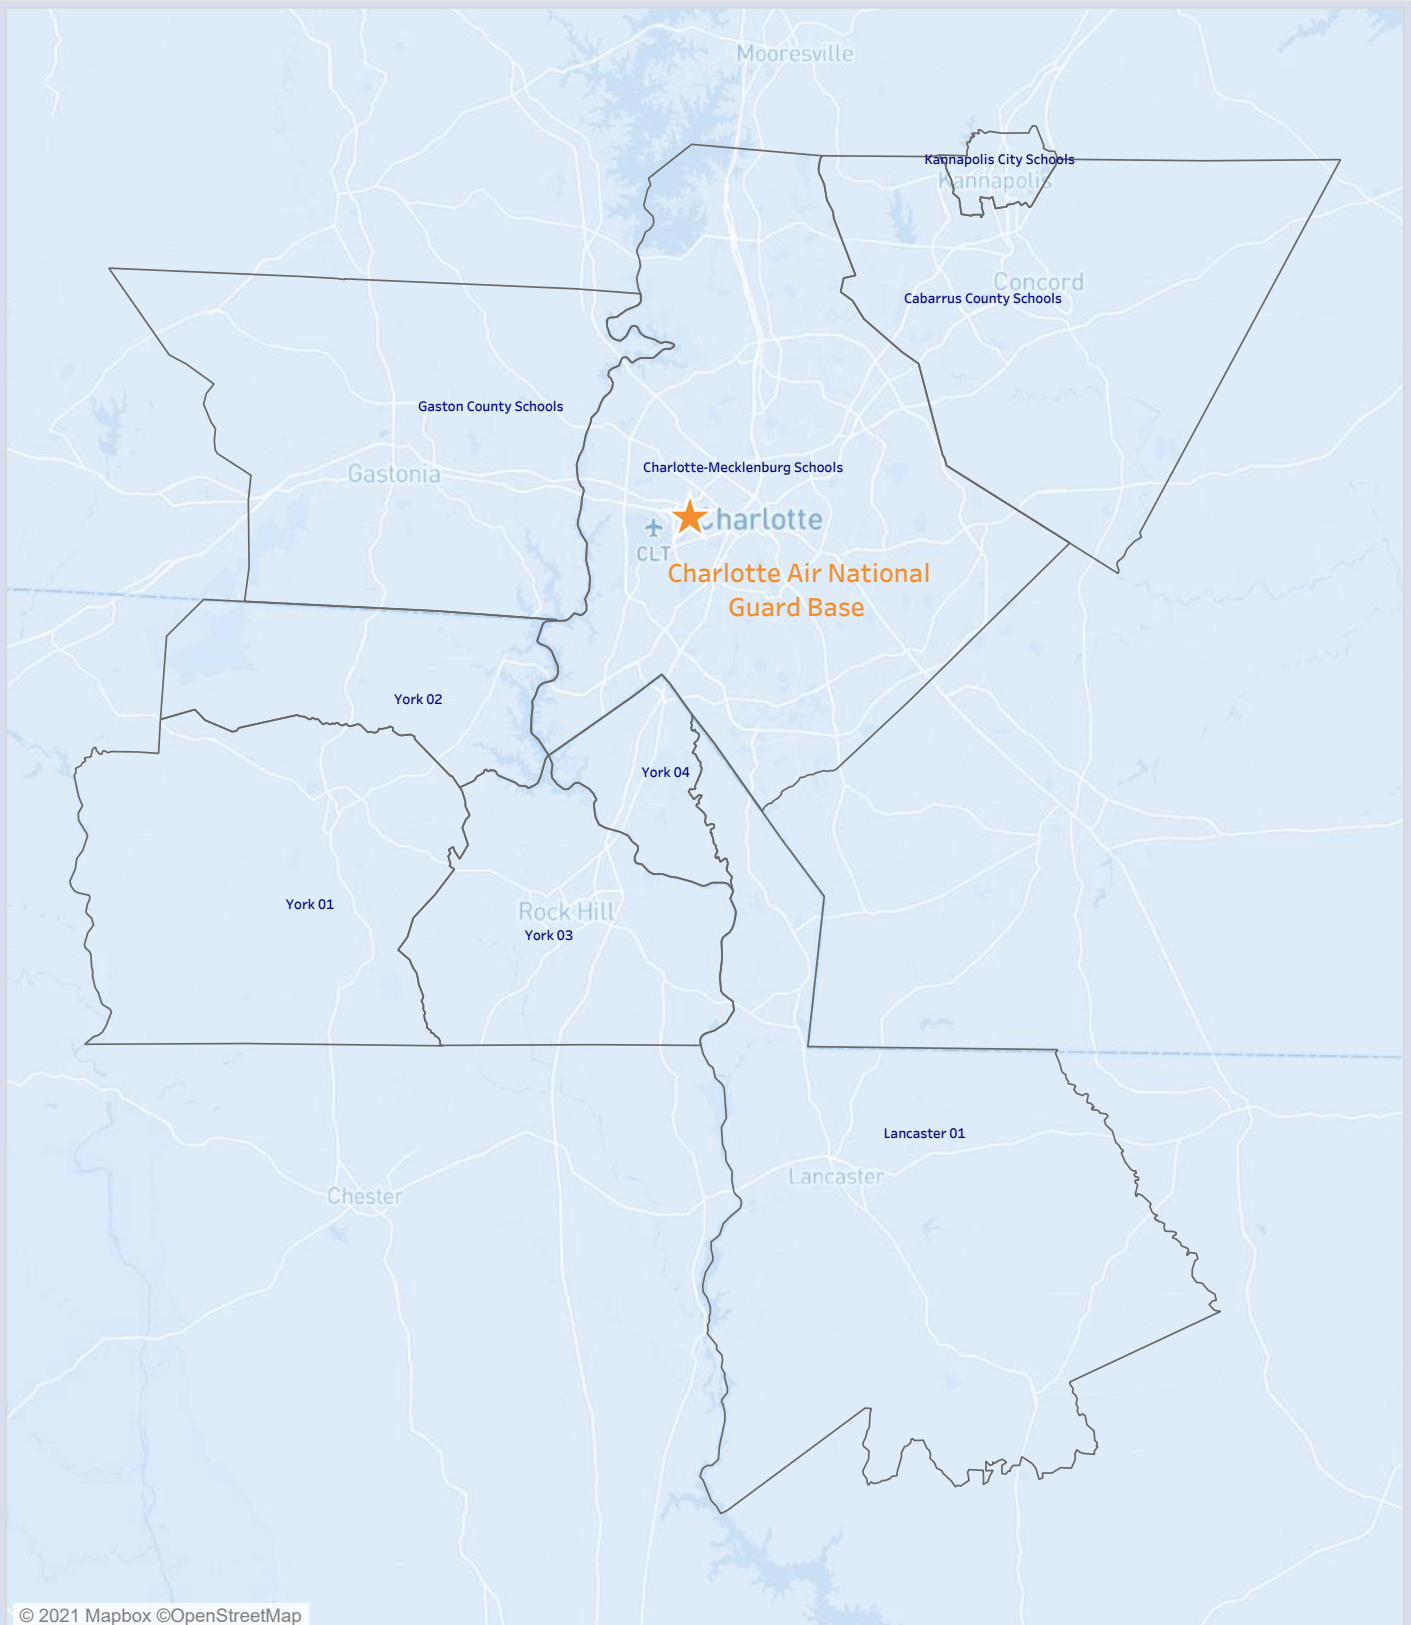 Mooresville
Kannapolis City Schools
Kannapolis
Concord
Cabarrus County Schools
Gaston County Schools
Gastonia
Charlotte-Mecklenburg Schools
Charlotte
CLT
Charlotte Air National
Guard Base
York 02
York 04
York 01
Rock Hill
York 03
Lancaster 01
Lancaster
Chester
© 2021 Mapbox ©OpenStreetMap